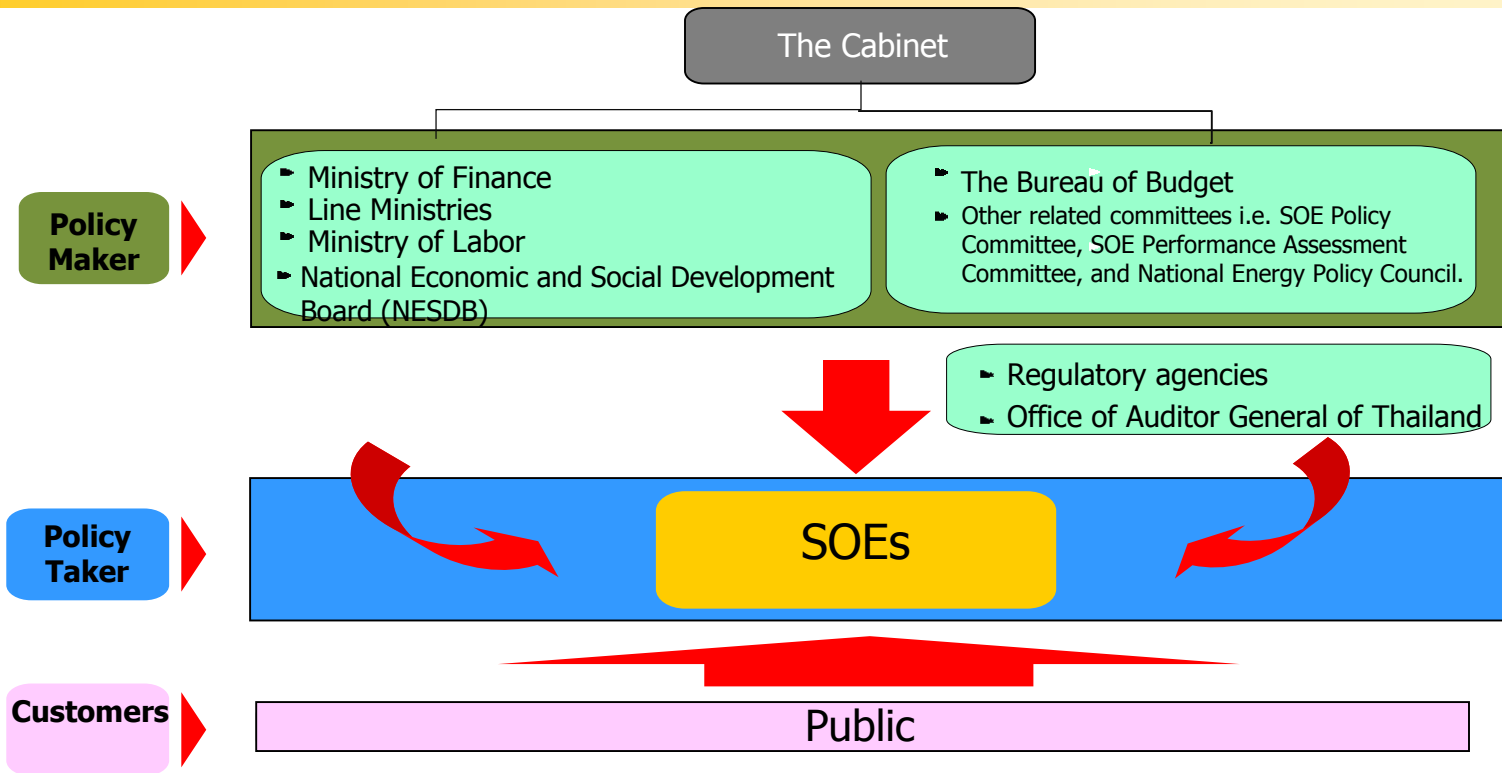 The Cabinet
Policy
Maker
Ministry of Finance
Line Ministries
Ministry of Labor
National Economic and Social Development
Board (NESDB)
The Bureau of Budget
Other related committees i.e. SOE Policy
Committee, SOE Performance Assessment
Committee, and National Energy Policy Council.
Regulatory agencies
Office of Auditor General of Thailand
Policy
Taker
SOEs
Customers
Public